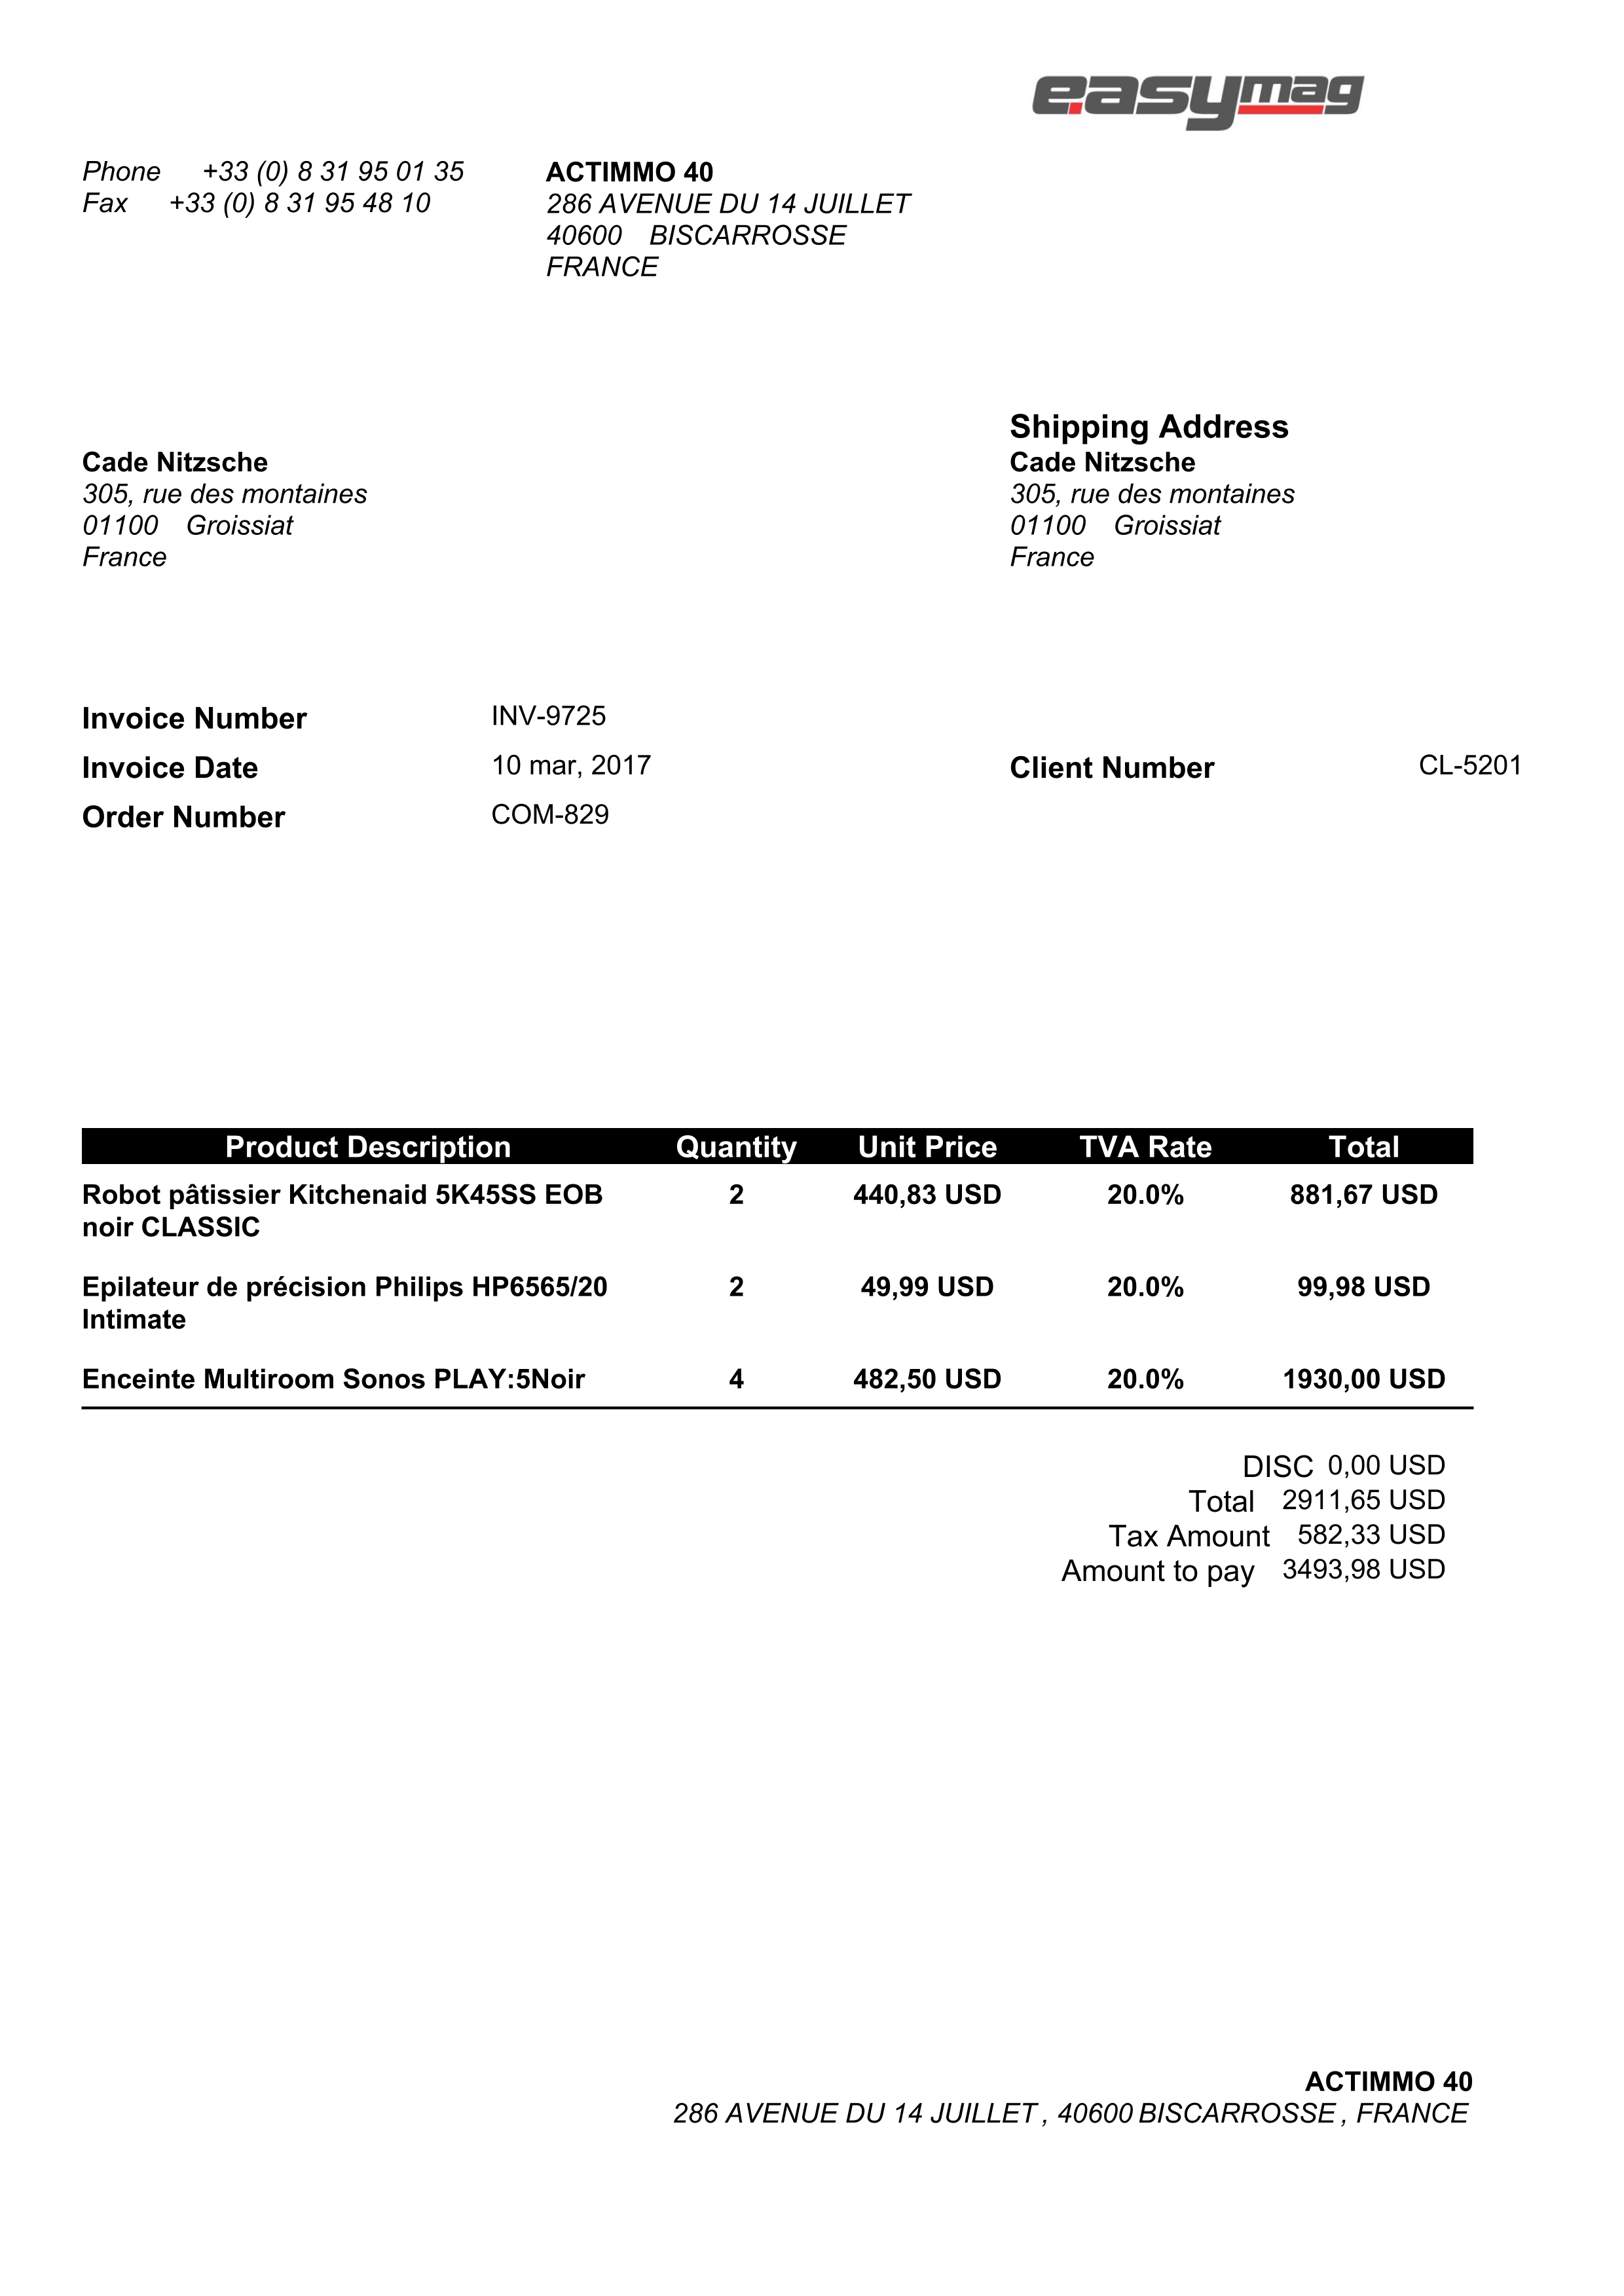 easymag
Phone +33 (0) 8 31 95 01 35
Fax +33 (0) 8 31 95 48 10
ACTIMMO 40
286 AVENUE DU 14 JUILLET
40600 BISCARROSSE
FRANCE
Cade Nitzsche
305, rue des montaines
01100 Groissiat
France
Shipping Address
Cade Nitzsche
305, rue des montaines
01100 Groissiat
France
Invoice Number INV-9725
Invoice Date 10 mar, 2017
Order Number COM-829
Client Number CL-5201
Product Description Quantity Unit Price TVA Rate Total
Robot pâtissier Kitchenaid 5K45SS EOB 2 440,83 USD 20.0% 881,67 USD
noir CLASSIC
Epilateur de précision Philips HP6565/20 2 49,99 USD 20.0% 99,98 USD
Intimate
Enceinte Multiroom Sonos PLAY:5Noir 4 482,50 USD 20.0% 1930,00 USD
DISC 0,00 USD
Total 2911,65 USD
Tax Amount 582,33 USD
Amount to pay 3493,98 USD
ACTIMMO 40
286 AVENUE DU 14 JUILLET , 40600 BISCARROSSE , FRANCE